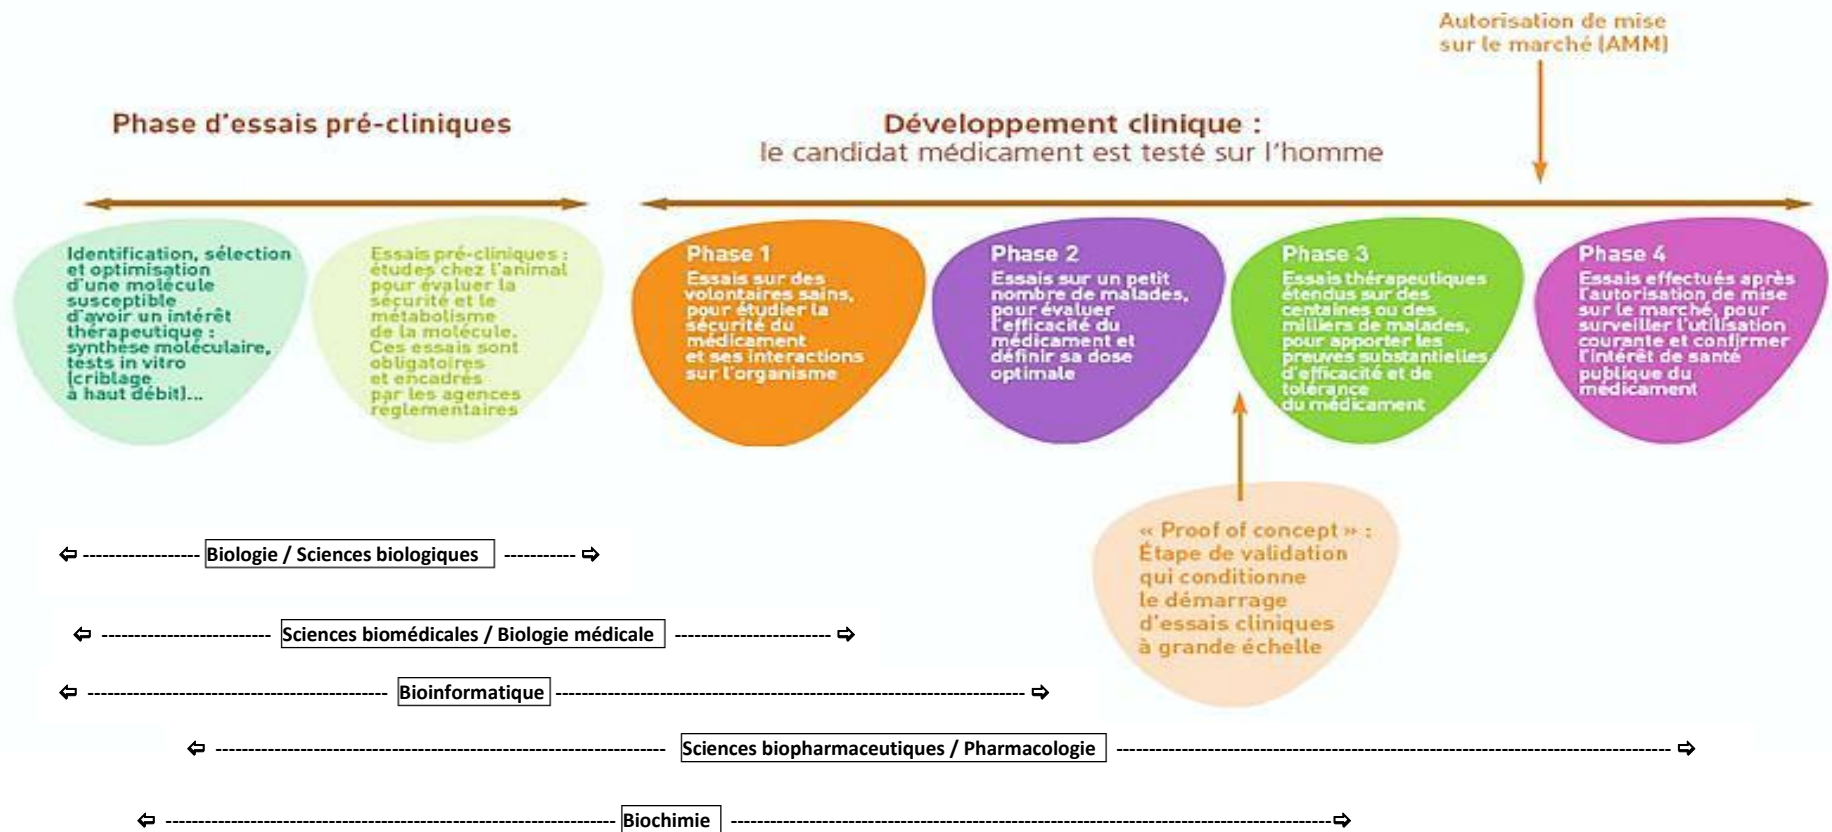 Autorisation de mise
sur le marché (AMM)
Phase d'essais pré-cliniques
Développement clinique :
le candidat médicament est testé sur l'homme
Identification, sélection
et optimisation
d'une molécule
susceptible
d'avoir un intérêt
thérapeutique :
synthèse moléculaire,
tests in vitro
(criblage
à haut débit)...
Essais pré-cliniques :
études chez l'animal
pour évaluer la
sécurité et le
métabolisme
de la molécule.
Ces essais sont
obligatoires
et encadrés
par les agences
réglementaires
Phase 1
Essais sur des
volontaires sains,
pour étudier la
sécurité du
médicament
et ses interactions
sur l'organisme
Phase 2
Essais sur un petit
nombre de malades,
pour évaluer
l'efficacité du
médicament et
définir sa dose
optimale
Phase 3
Essais thérapeutiques
étendus sur des
centaines ou des
milliers de malades,
pour apporter les
preuves substantielles
d'efficacité et de
tolérance
du médicament
Phase 4
Essais effectués après
l'autorisation de mise
sur le marché, pour
surveiller l'utilisation
courante et confirmer
l'intérêt de santé
publique du
médicament
« Proof of concept » :
Étape de validation
qui conditionne
le démarrage
d'essais cliniques
à grande échelle
Biologie / Sciences biologiques
Sciences biomédicales / Biologie médicale
Bioinformatique
Sciences biopharmaceutiques / Pharmacologie
Biochimie